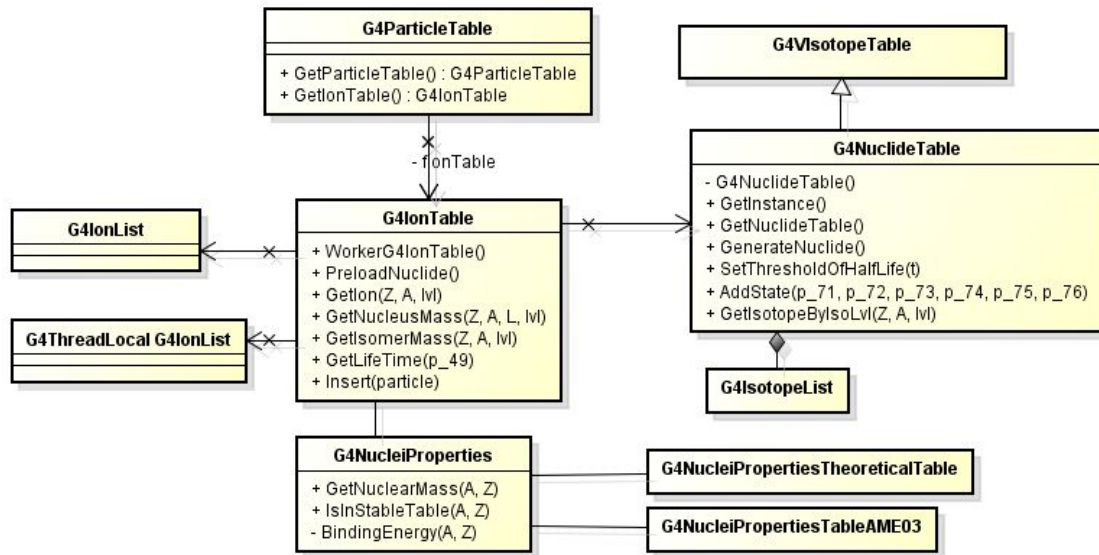 G4ParticleTable
+ GetParticleTable() : G4ParticleTable
+ GetIonTable() : G4IonTable
G4VIsotopeTable
- fIonTable
G4NuclideTable
- G4NuclideTable()
+ GetInstance()
+ GetNuclideTable()
+ GenerateNuclide()
+ SetThresholdOfHalfLife(t)
+ AddState(p_71, p_72, p_73, p_74, p_75, p_76)
+ GetIsotopeByIsoLvl(Z, A, lvl)
G4IonList
G4IonTable
+ WorkerG4IonTable()
+ PreloadNuclide()
+ GetIon(Z, A, lvl)
+ GetNucleusMass(Z, A, L, lvl)
+ GetIsomerMass(Z, A, lvl)
+ GetLifeTime(p_49)
+ Insert(particle)
G4ThreadLocal G4IonList
G4IsotopeList
G4NucleiProperties
+ GetNuclearMass(A, Z)
+ IsInStableTable(A, Z)
- BindingEnergy(A, Z)
G4NucleiPropertiesTheoreticalTable
G4NucleiPropertiesTableAME03